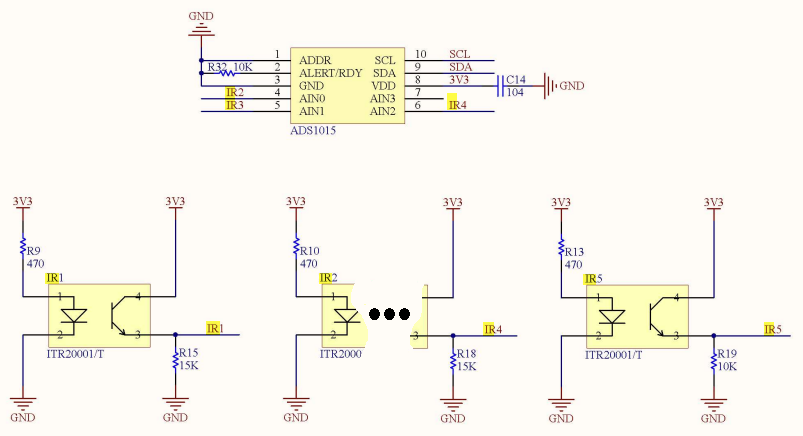 GND
1 ADDR SCL 10 SCL
R32 10K 2 ALERT/RDY SDA 9 SDA
3 GND VDD 8 3V3 C14 GND
IR2 4 AIN0 AIN3 7 104
IR3 5 AIN1 AIN2 6 IR4
ADS1015
3V3 3V3 3V3 3V3 3V3 3V3
R9 R10 R13
470 470 470
IR1 IR2 IR5
1 4 1 1 4
2 3 IR1 2 3 IR4 2 3 IR5
ITR20001/T ITR2000 ITR20001/T
R15 R18 R19
15K 15K 10K
GND GND GND GND GND GND